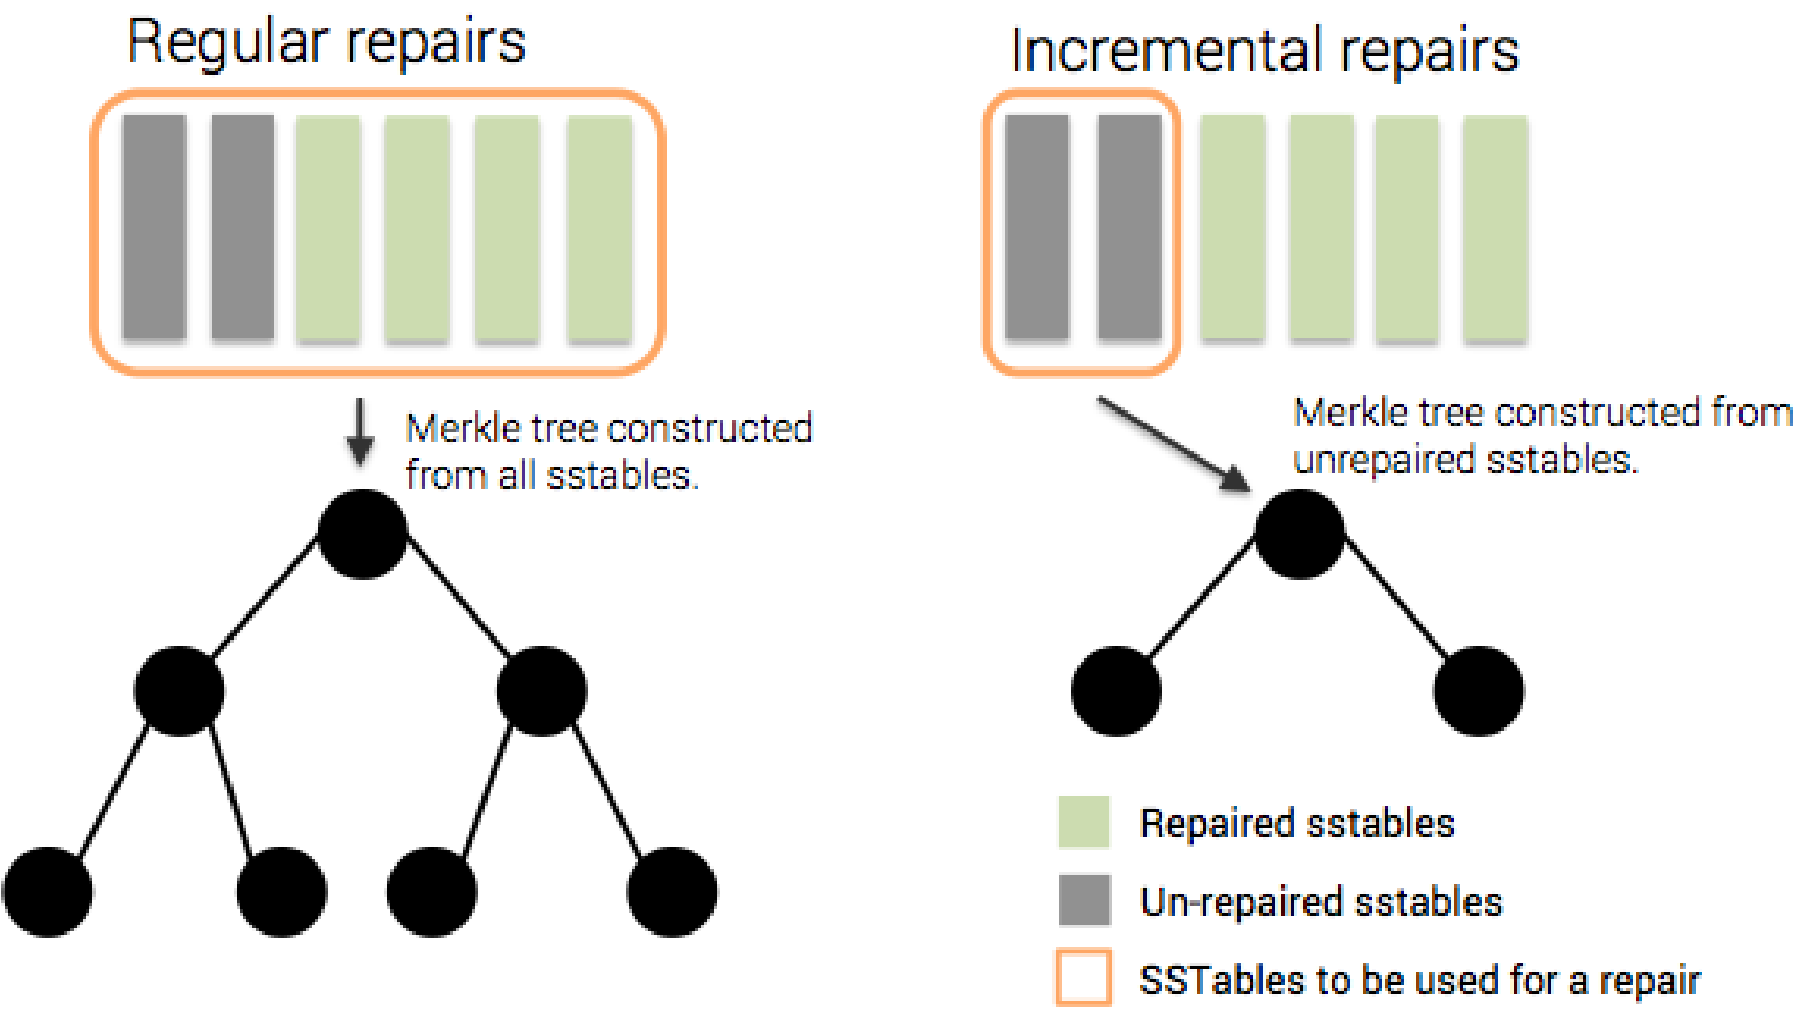 Regular repairs
Incremental repairs
Merkle tree constructed
from all sstables.
Merkle tree constructed from
unrepaired sstables.
Repaired sstables
Un-repaired sstables
SSTables to be used for a repair